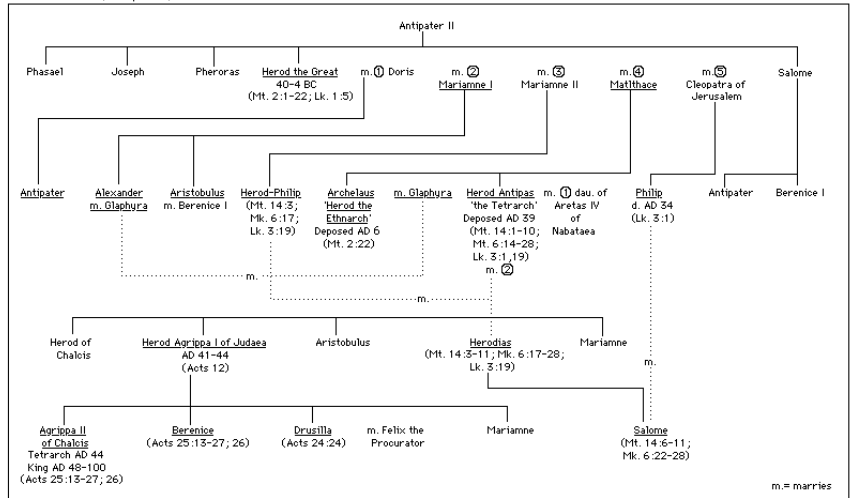 Antipater II
Phasael
Joseph
Pheroras
Herod the Great
40-4 BC
(Mt. 2:1-22; Lk. 1:5)
m. ① Doris
m. ②
Mariamne I
m. ③
Mariamne II
m. ④
Matlthace
m. ⑤
Cleopatra of
Jerusalem
Salome
Antipater
Alexander
m. Glaphyra
Aristobulus
m. Berenice I
Herod-Philip
(Mt. 14:3;
Mk. 6:17;
Lk. 3:19)
Archelaus
'Herod the
Ethnarch'
Deposed AD 6
(Mt. 2:22)
m. Glaphyra
Herod Antipas
'the Tetrarch'
Deposed AD 39
(Mt. 14:1-10;
Mt. 6:14-28;
Lk. 3:1,19)
m. ②
m. ① dau. of
Aretas IV
of
Nabataea
Philip
d. AD 34
(Lk. 3:1)
Antipater
Berenice I
m.
m.
Herod of
Chalcis
Herod Agrippa I of Judaea
AD 41-44
(Acts 12)
Aristobulus
Herodias
(Mt. 14:3-11; Mk. 6:17-28;
Lk. 3:19)
Mariamne
m.
Agrippa II
of Chalcis
Tetrarch AD 44
King AD 48-100
(Acts 25:13-27; 26)
Berenice
(Acts 25:13-27; 26)
Drusilla
(Acts 24:24)
m. Felix the
Procurator
Mariamne
Salome
(Mt. 14:6-11;
Mk. 6:22-28)
m.= marries